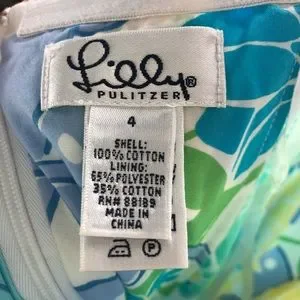 Lilly®
PULITZER
4
SHELL:
100% COTTON
LINING:
65% POLYESTER
35% COTTON
RN# 88189
MADE IN
CHINA
P